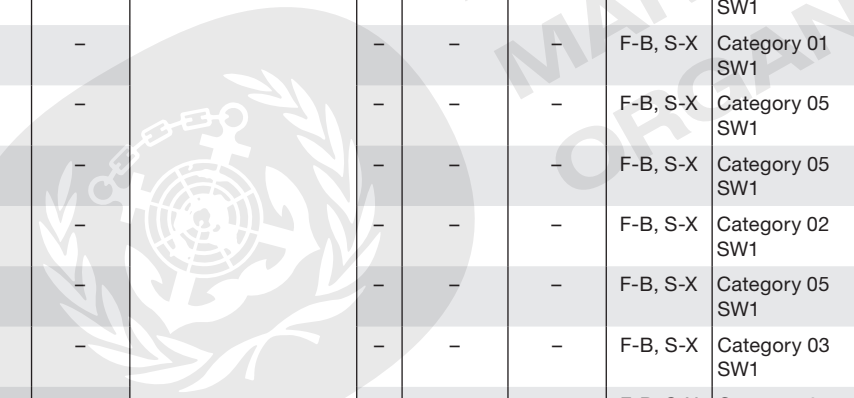 SW1
– – – – F-B, S-X Category 01
SW1
– – – – F-B, S-X Category 05
SW1
– – – – F-B, S-X Category 05
SW1
– – – – F-B, S-X Category 02
SW1
– – – – F-B, S-X Category 05
SW1
– – – – F-B, S-X Category 03
SW1